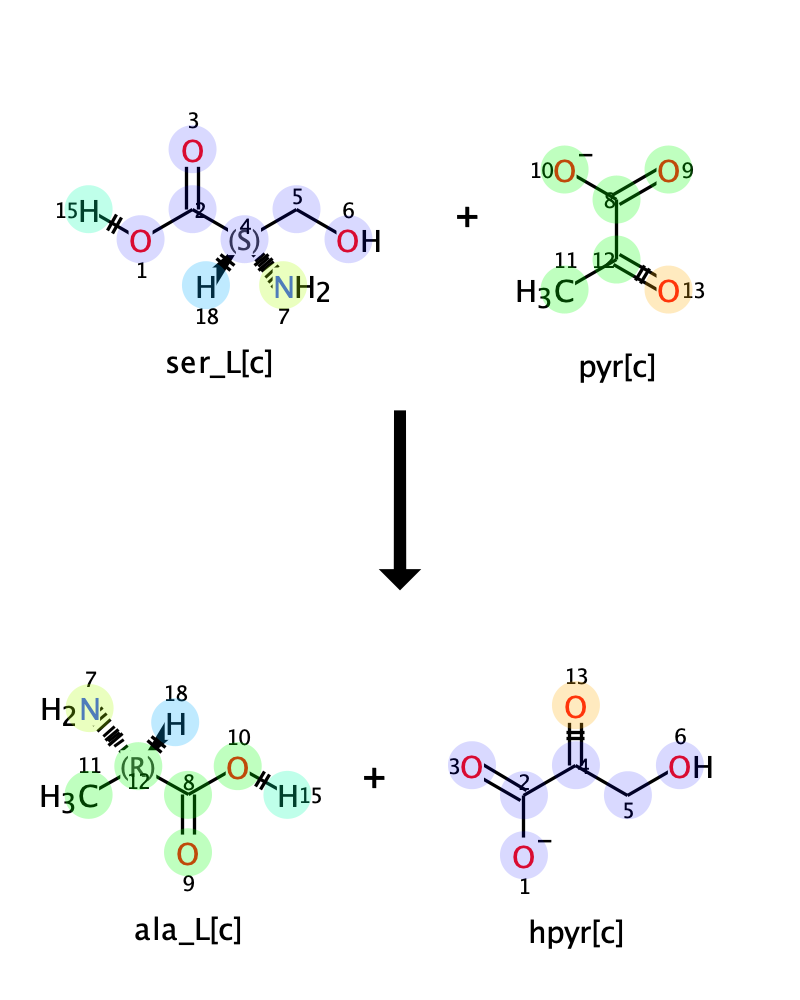 3
O
15H
2
4
(S)
5
6
OH
O
1
H
18
NH2
7
ser_L[c]
+
10O−
O9
8
12
11
H3C
O13
pyr[c]
7
H2N
18
H
10
O
(R)
12
11
H3C
8
H15
O
9
ala_L[c]
+
13
O
3O
2
4
6
OH
5
O−
1
hpyr[c]